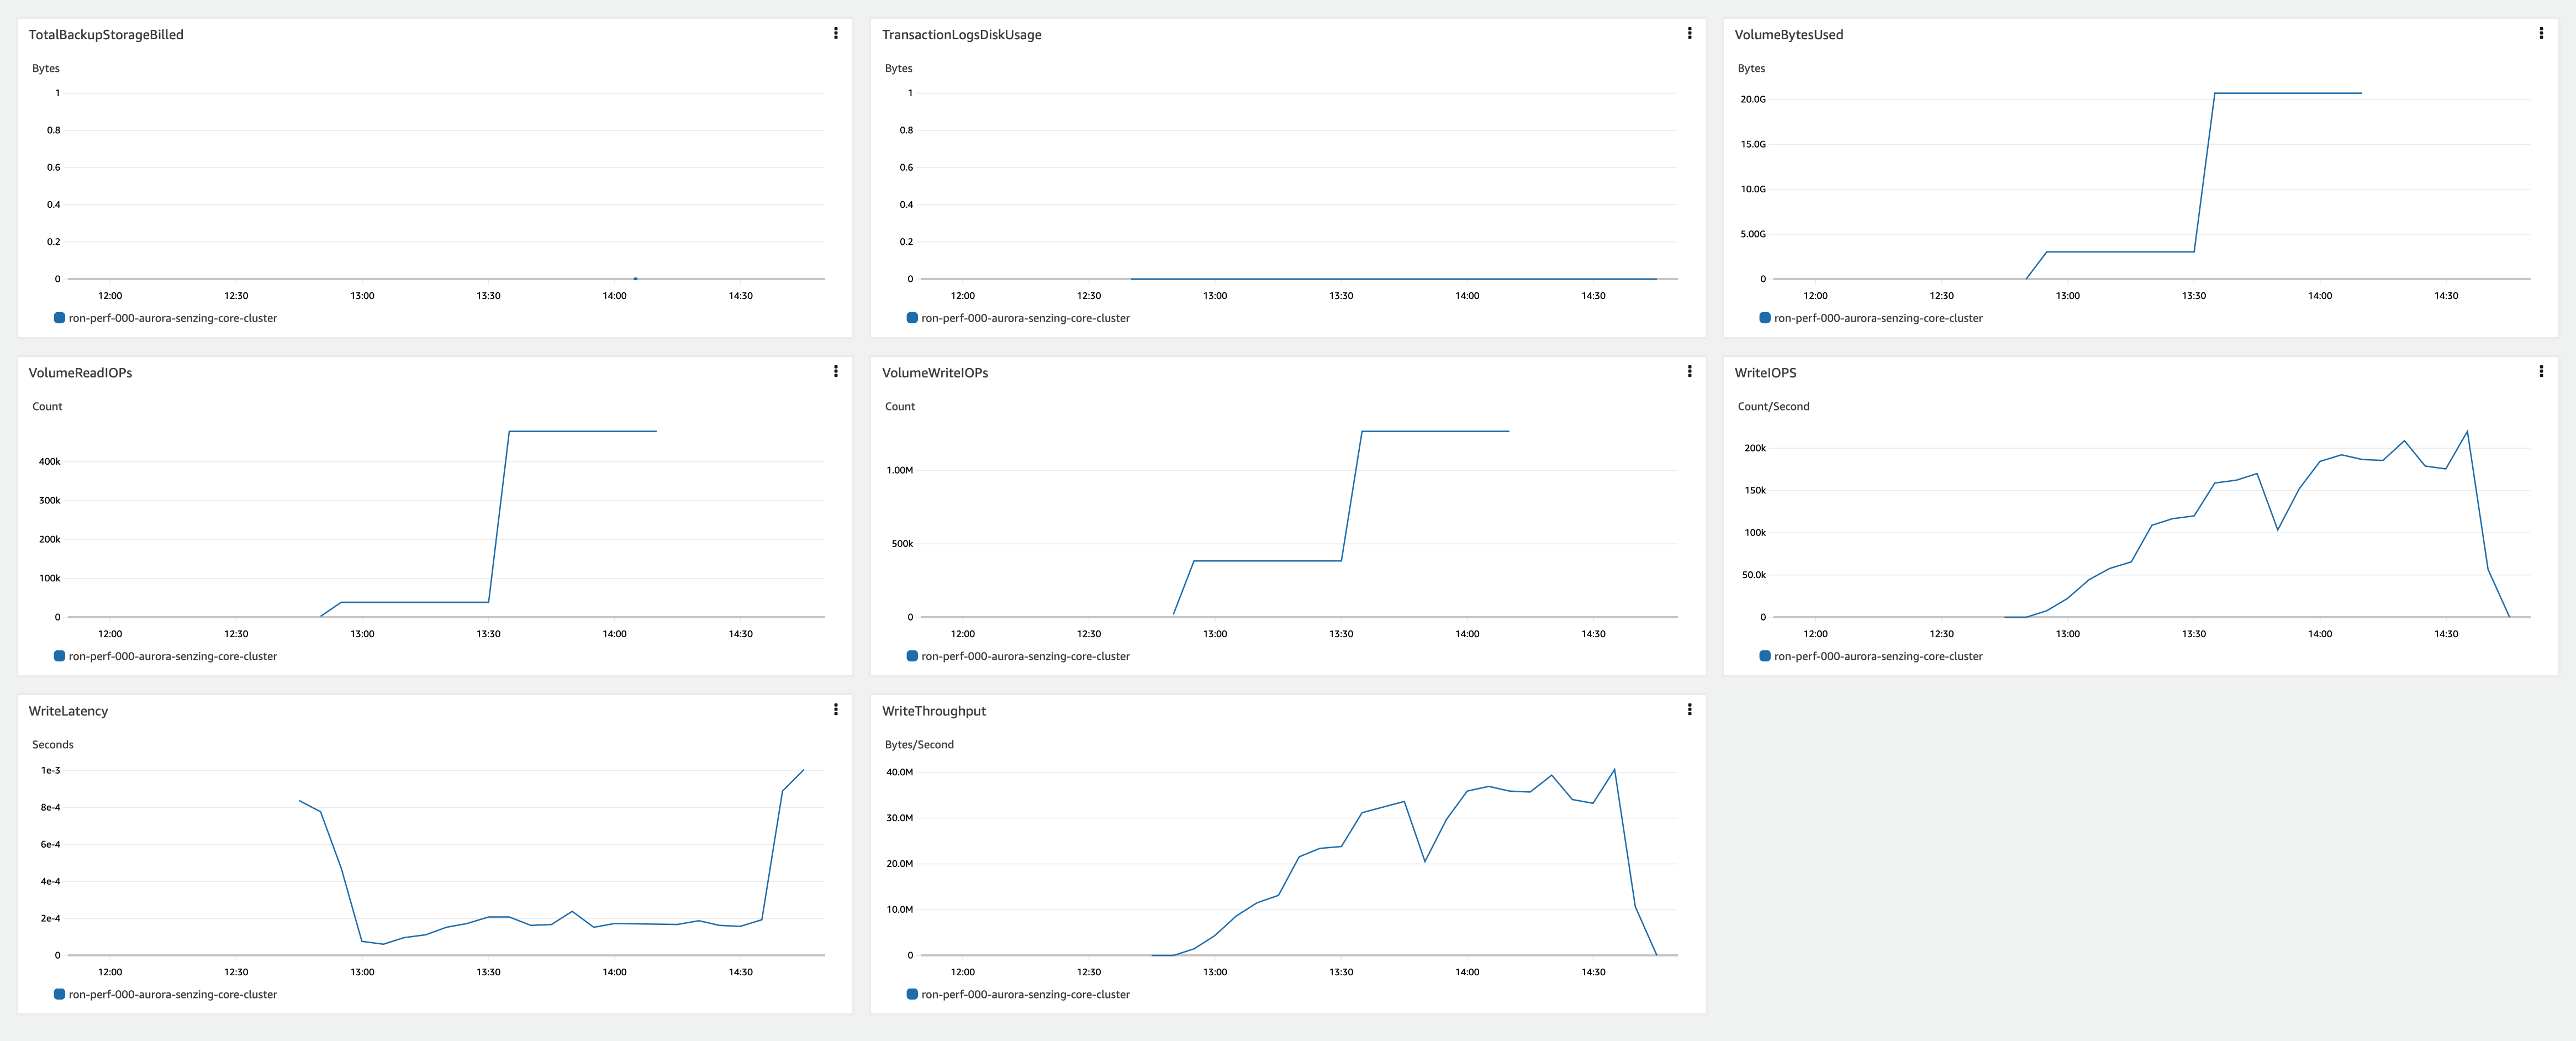 TotalBackupStorageBilled
Bytes
1
0.8
0.6
0.4
0.2
0
12:00 12:30 13:00 13:30 14:00 14:30
ron-perf-000-aurora-senzing-core-cluster
TransactionLogsDiskUsage
Bytes
1
0.8
0.6
0.4
0.2
0
12:00 12:30 13:00 13:30 14:00 14:30
ron-perf-000-aurora-senzing-core-cluster
VolumeBytesUsed
Bytes
20.0G
15.0G
10.0G
5.00G
0
12:00 12:30 13:00 13:30 14:00 14:30
ron-perf-000-aurora-senzing-core-cluster
VolumeReadIOPs
Count
400k
300k
200k
100k
0
12:00 12:30 13:00 13:30 14:00 14:30
ron-perf-000-aurora-senzing-core-cluster
VolumeWriteIOPs
Count
1.00M
500k
0
12:00 12:30 13:00 13:30 14:00 14:30
ron-perf-000-aurora-senzing-core-cluster
WriteIOPS
Count/Second
200k
150k
100k
50.0k
0
12:00 12:30 13:00 13:30 14:00 14:30
ron-perf-000-aurora-senzing-core-cluster
WriteLatency
Seconds
1e-3
8e-4
6e-4
4e-4
2e-4
0
12:00 12:30 13:00 13:30 14:00 14:30
ron-perf-000-aurora-senzing-core-cluster
WriteThroughput
Bytes/Second
40.0M
30.0M
20.0M
10.0M
0
12:00 12:30 13:00 13:30 14:00 14:30
ron-perf-000-aurora-senzing-core-cluster